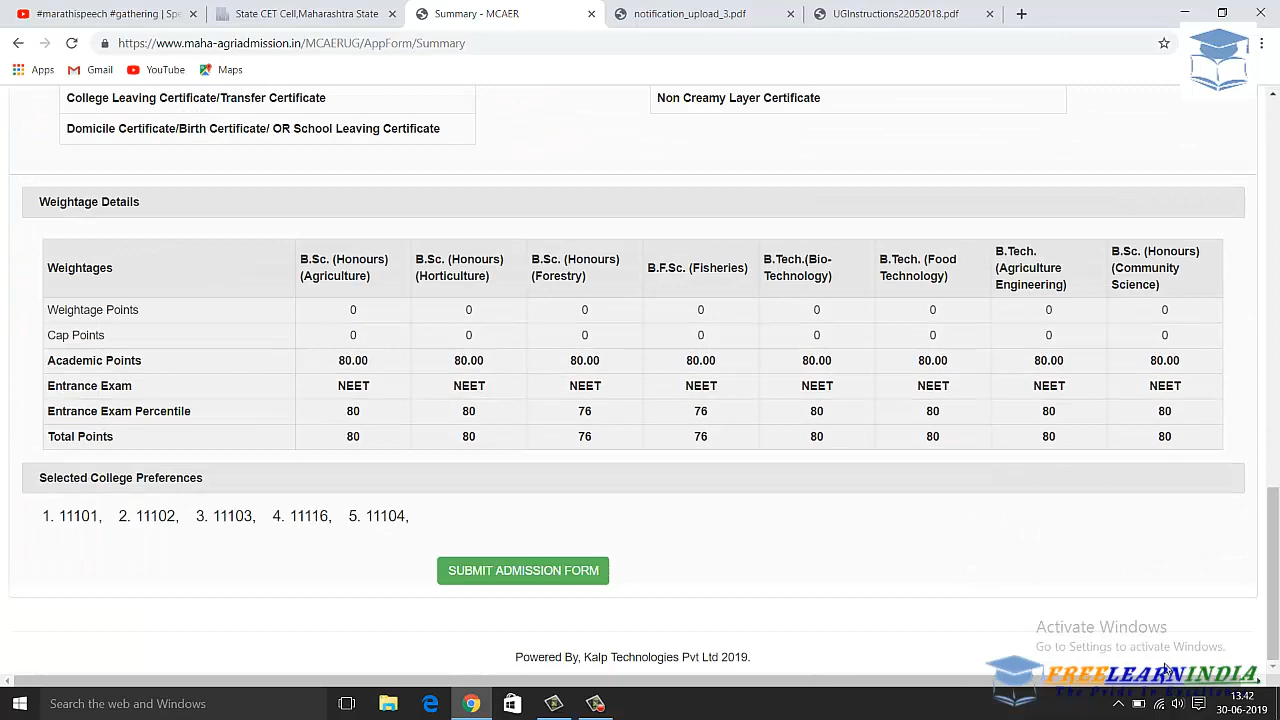 #marathispeech #gathering | Spe
State CET Cell,Maharashtra State
Summary - MCAER
notification_upload_3.pdf
UGInstructions22052018.pdf
https://www.maha-agriadmission.in/MCAERUG/AppForm/Summary
Apps Gmail YouTube Maps
College Leaving Certificate/Transfer Certificate Non Creamy Layer Certificate
Domicile Certificate/Birth Certificate/ OR School Leaving Certificate
Weightage Details
Weightages B.Sc. (Honours) (Agriculture) B.Sc. (Honours) (Horticulture) B.Sc. (Honours) (Forestry) B.F.Sc. (Fisheries) B.Tech.(Bio-Technology) B.Tech. (Food Technology) B.Tech. (Agriculture Engineering) B.Sc. (Honours) (Community Science)
Weightage Points 0 0 0 0 0 0 0 0
Cap Points 0 0 0 0 0 0 0 0
Academic Points 80.00 80.00 80.00 80.00 80.00 80.00 80.00 80.00
Entrance Exam NEET NEET NEET NEET NEET NEET NEET NEET
Entrance Exam Percentile 80 80 76 76 80 80 80 80
Total Points 80 80 76 76 80 80 80 80
Selected College Preferences
1. 11101, 2. 11102, 3. 11103, 4. 11116, 5. 11104,
SUBMIT ADMISSION FORM
Activate Windows
Go to Settings to activate Windows.
Powered By, Kalp Technologies Pvt Ltd 2019.
FREELEARNINDIA
The Pride in Excellence
Search the web and Windows
13.42
30-06-2019